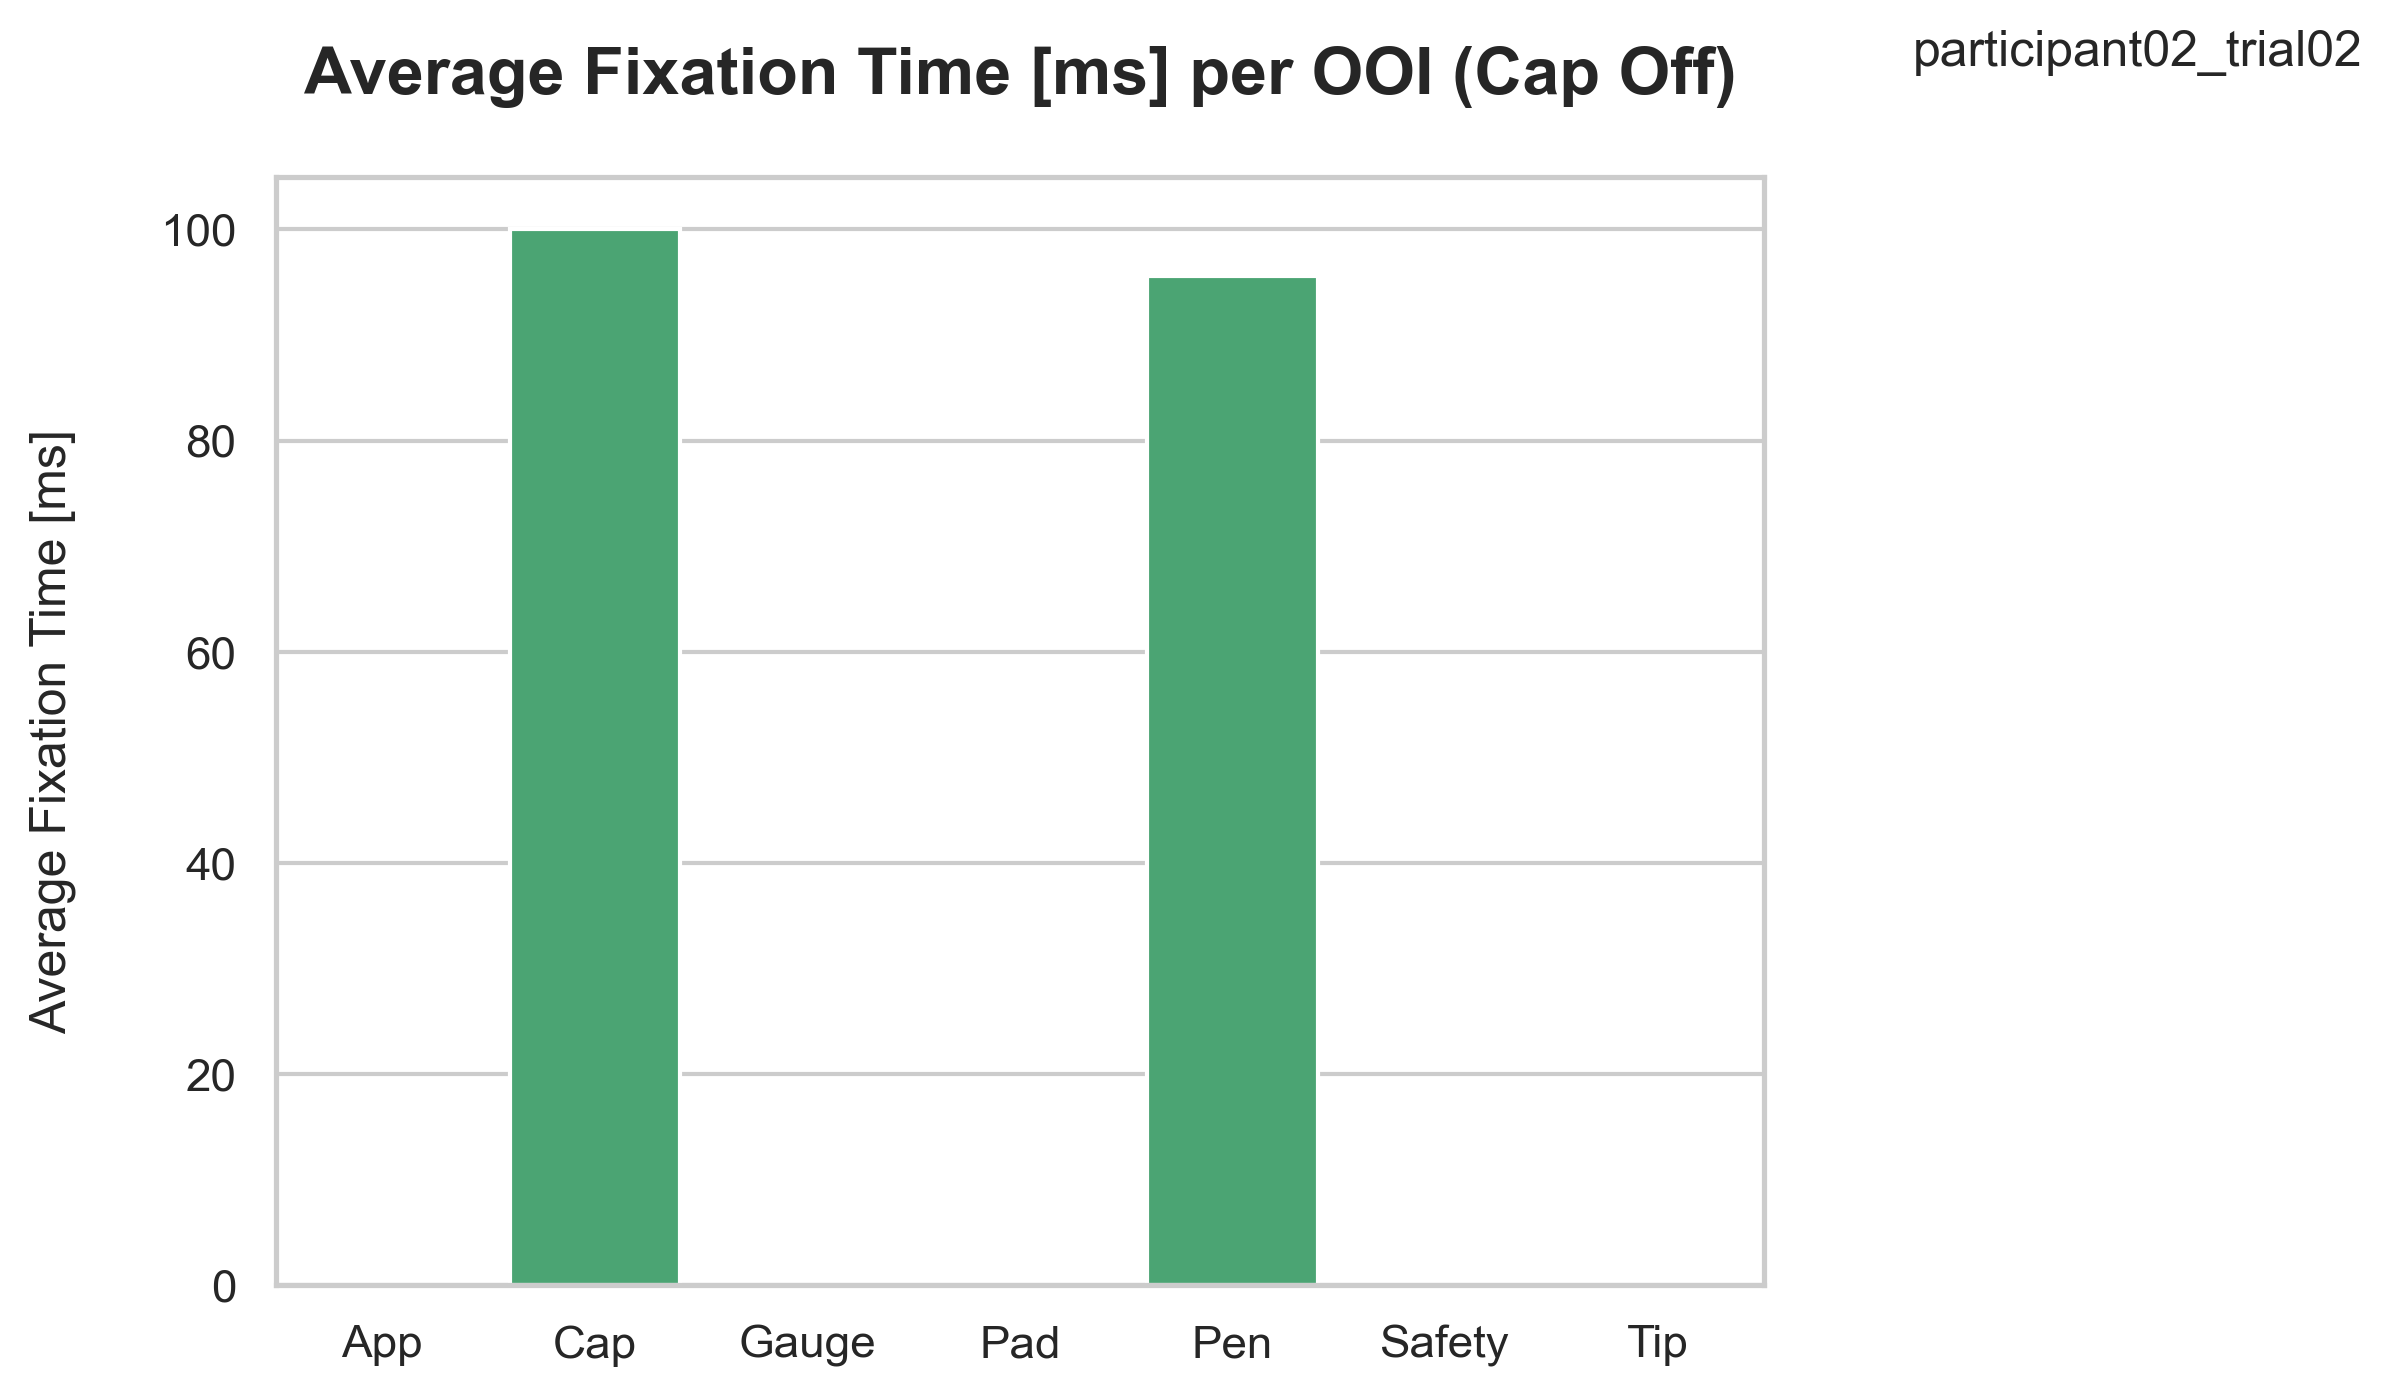 participant02_trial02
Average Fixation Time [ms] per OOI (Cap Off)
Average Fixation Time [ms]
100
80
60
40
20
0
App Cap Gauge Pad Pen Safety Tip